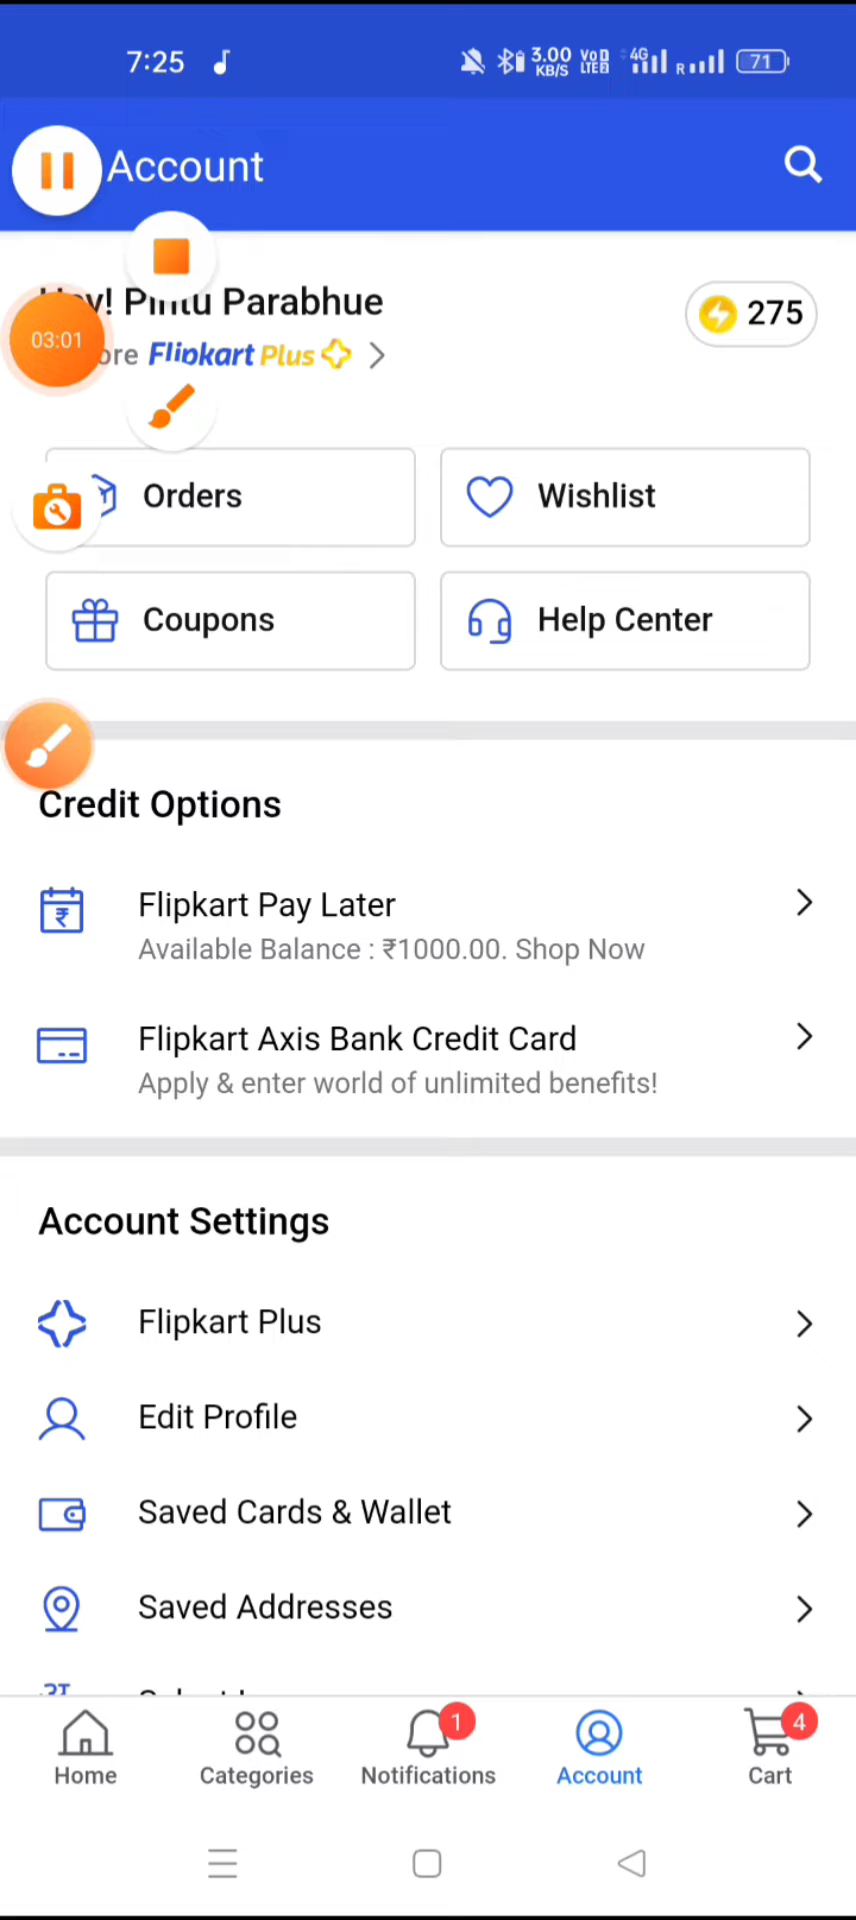 7:25 3.00 KB/S VoD LTE2 4G R 71
Account
Pintu Parabhue
275
03:01
Flipkart Plus
Orders
Wishlist
Coupons
Help Center
Credit Options
Flipkart Pay Later
Available Balance : ₹1000.00. Shop Now
Flipkart Axis Bank Credit Card
Apply & enter world of unlimited benefits!
Account Settings
Flipkart Plus
Edit Profile
Saved Cards & Wallet
Saved Addresses
1
4
Home
Categories
Notifications
Account
Cart